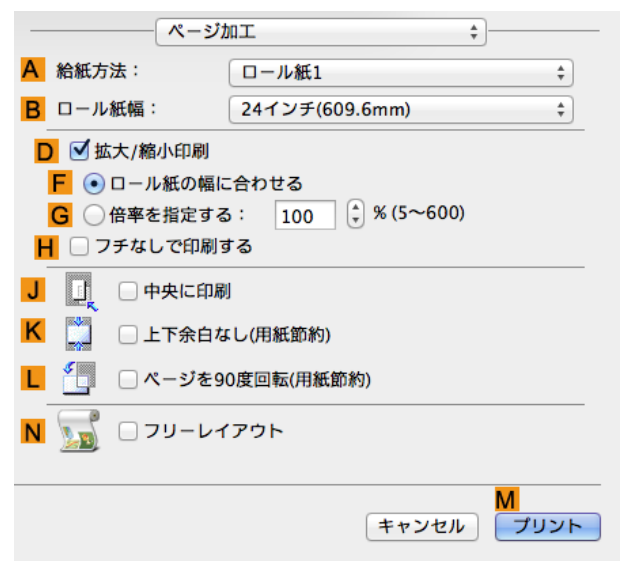 ページ加工
A 給紙方法： ロール紙1
B ロール紙幅： 24インチ(609.6mm)
D 拡大/縮小印刷
F ロール紙の幅に合わせる
G 倍率を指定する： 100 % (5〜600)
H フチなしで印刷する
J 中央に印刷
K 上下余白なし(用紙節約)
L ページを90度回転(用紙節約)
N フリーレイアウト
M
キャンセル プリント